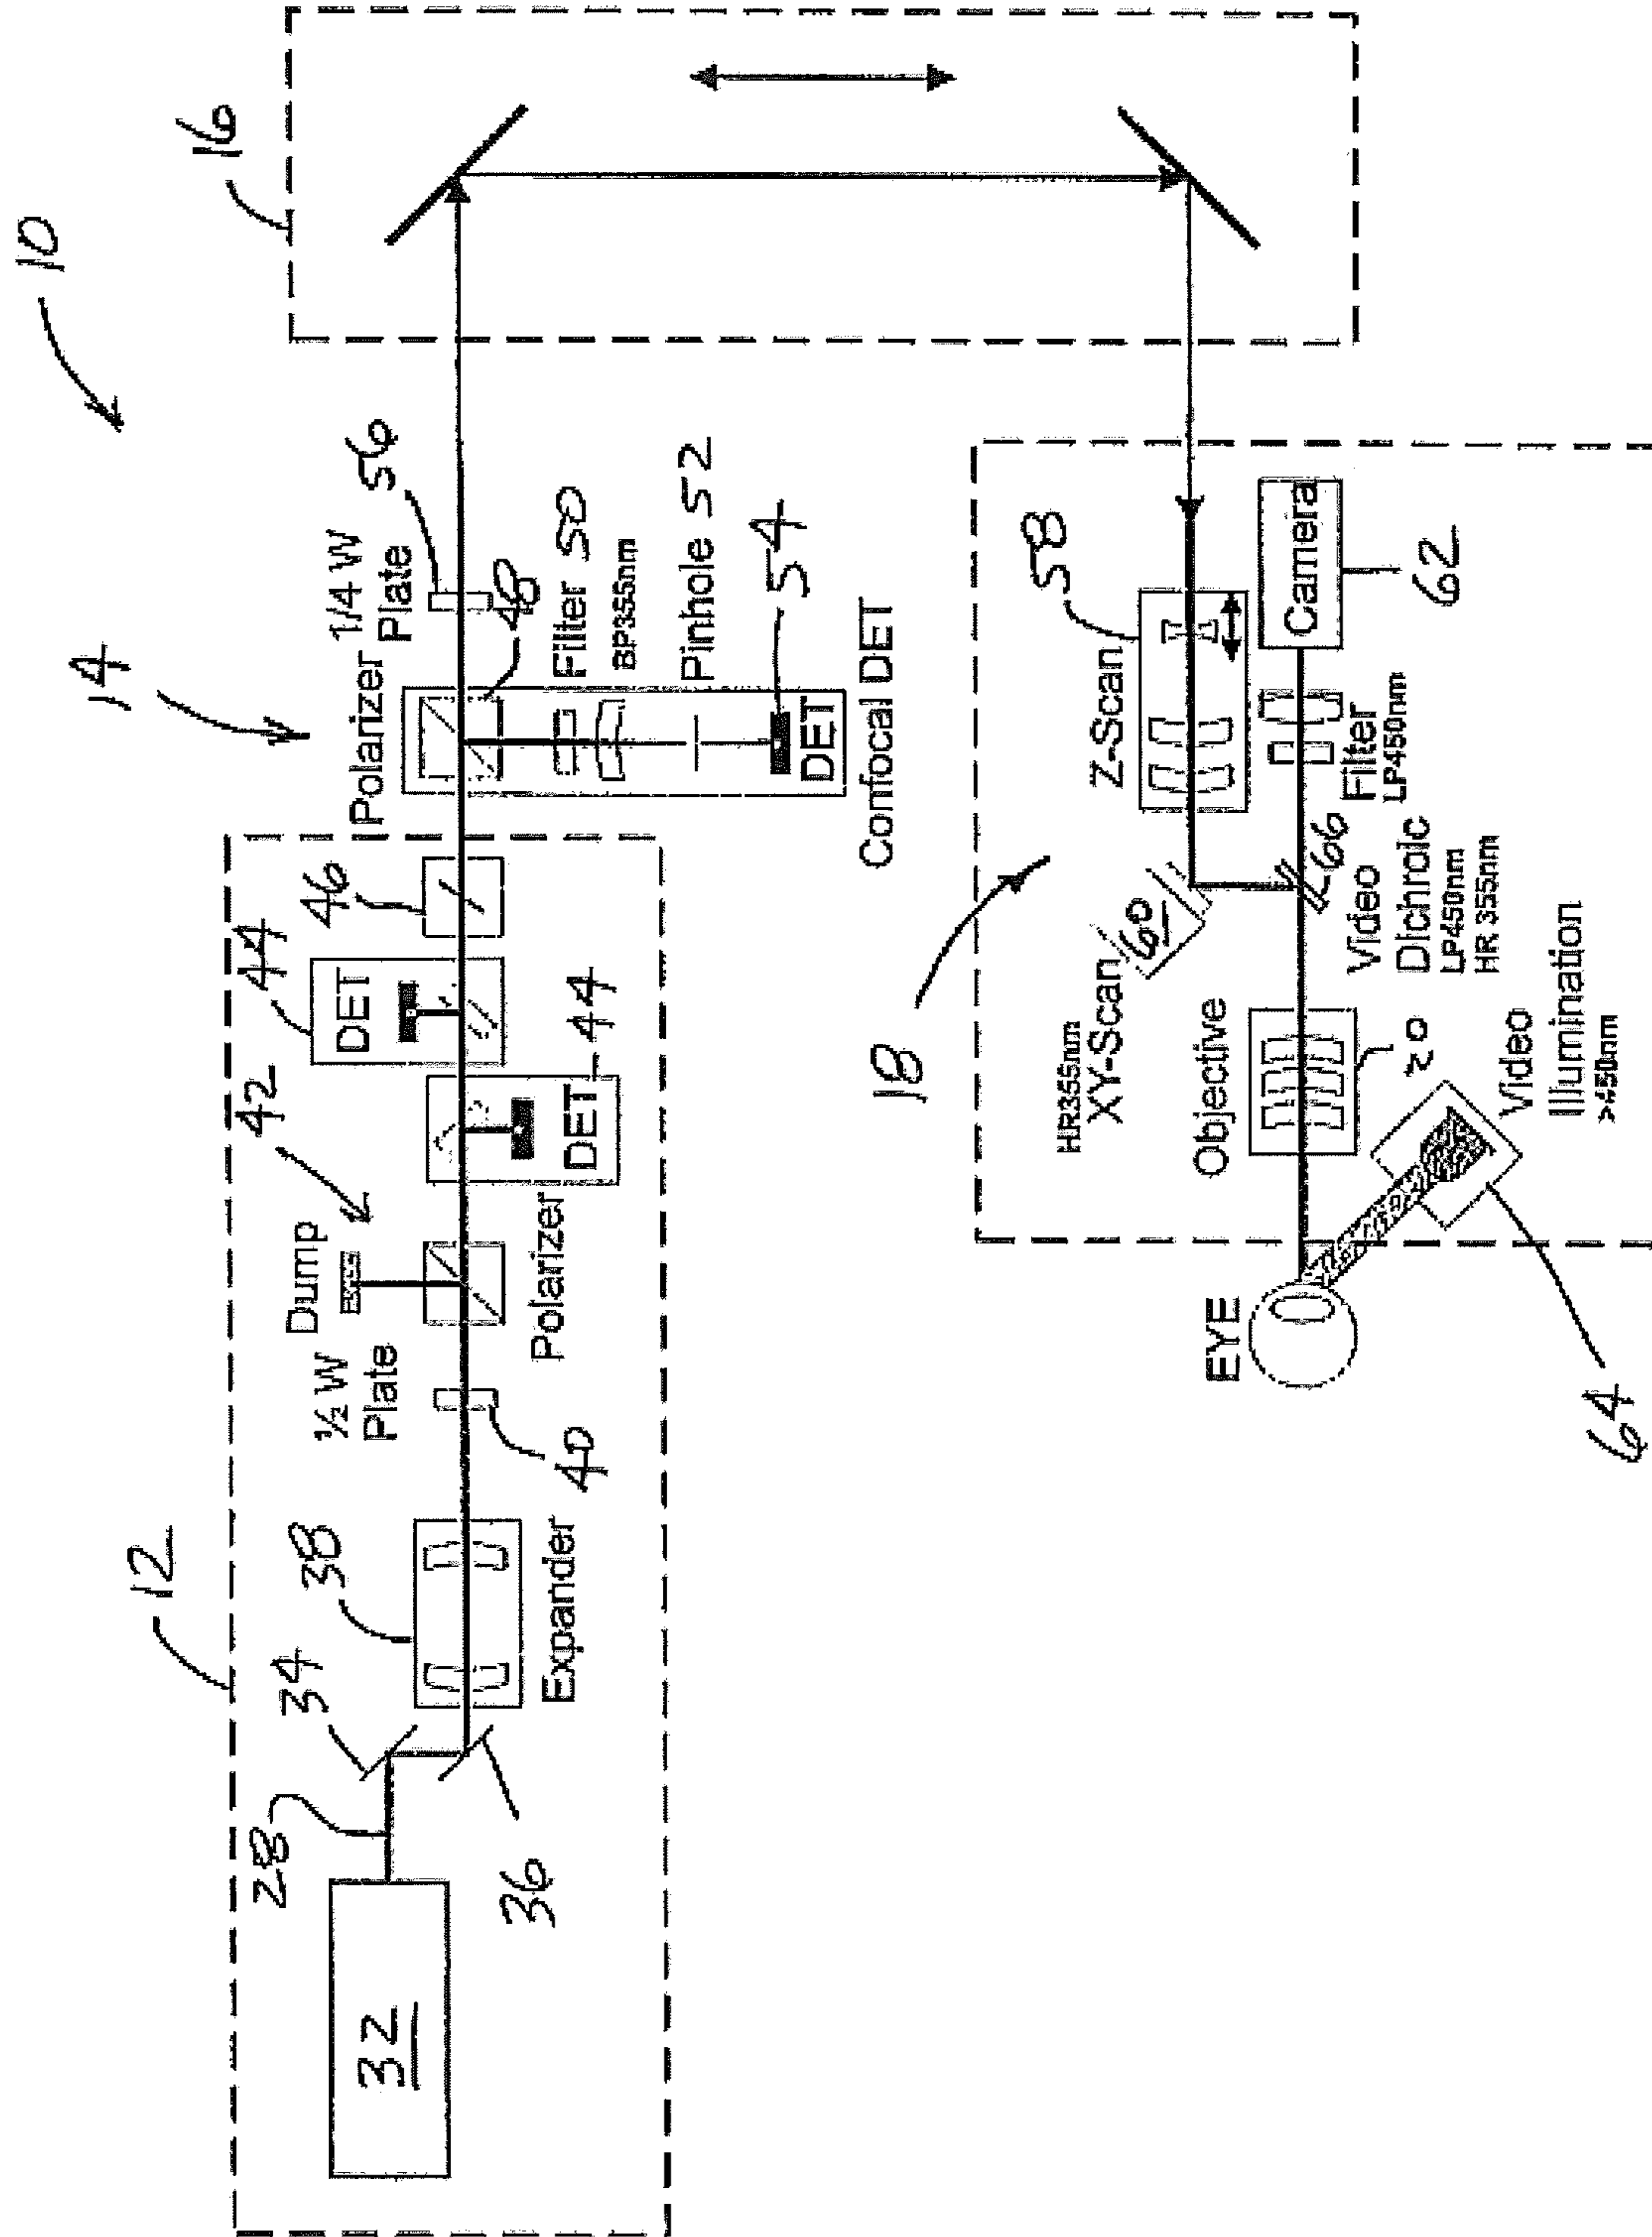 10
16
14
56
1/4 W
Plate
Polarizer
48
Filter 50
BP355nm
Pinhole 52
54
DET
Confocal DET
12
46
44
DET
44
DET
42
Dump
Polarizer
½ W
Plate
40
38
Expander
34
28
36
32
18
58
Z-Scan
Camera
62
Filter
LP450nm
66
Video
Dichroic
LP450nm
HR 355nm
60
HR355nm
XY-Scan
Objective
20
Video
Illumination
>450nm
EYE
64